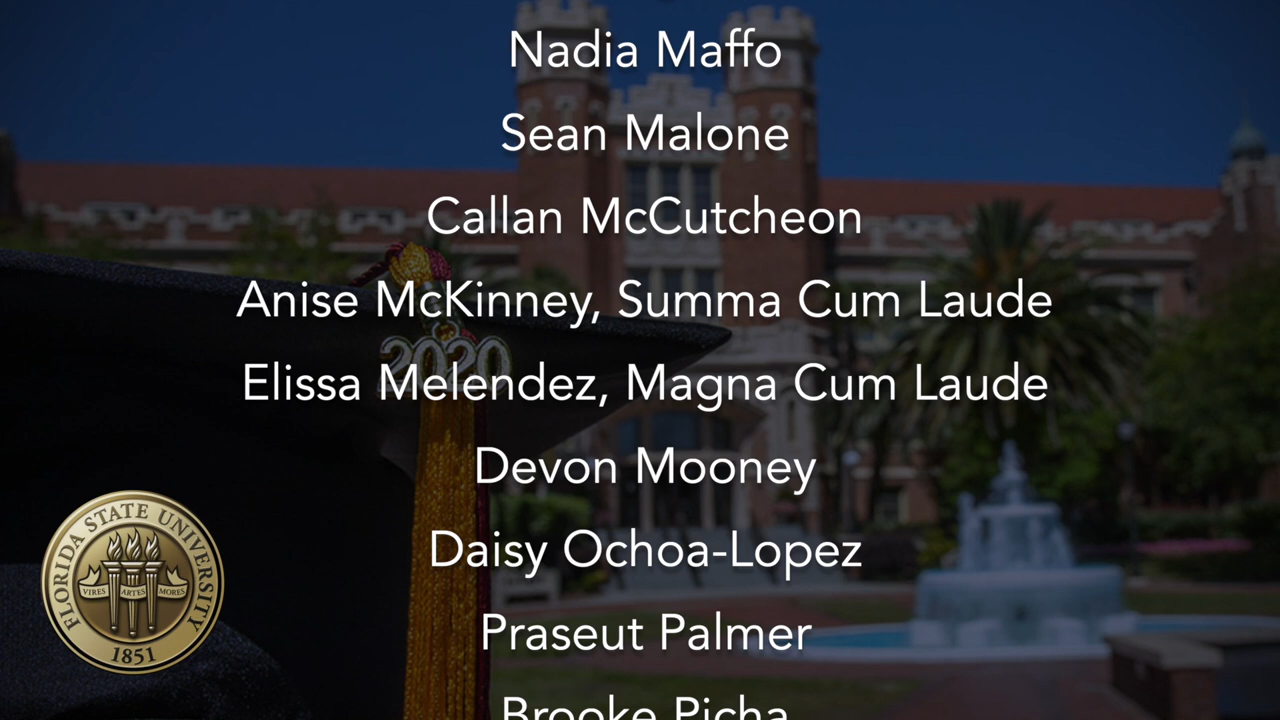 Nadia Maffo
Sean Malone
Callan McCutcheon
Anise McKinney, Summa Cum Laude
2020
Elissa Melendez, Magna Cum Laude
Devon Mooney
Daisy Ochoa-Lopez
Praseut Palmer
Brooke Picha
FLORIDA STATE UNIVERSITY
VIRES ARTES MORES
1851